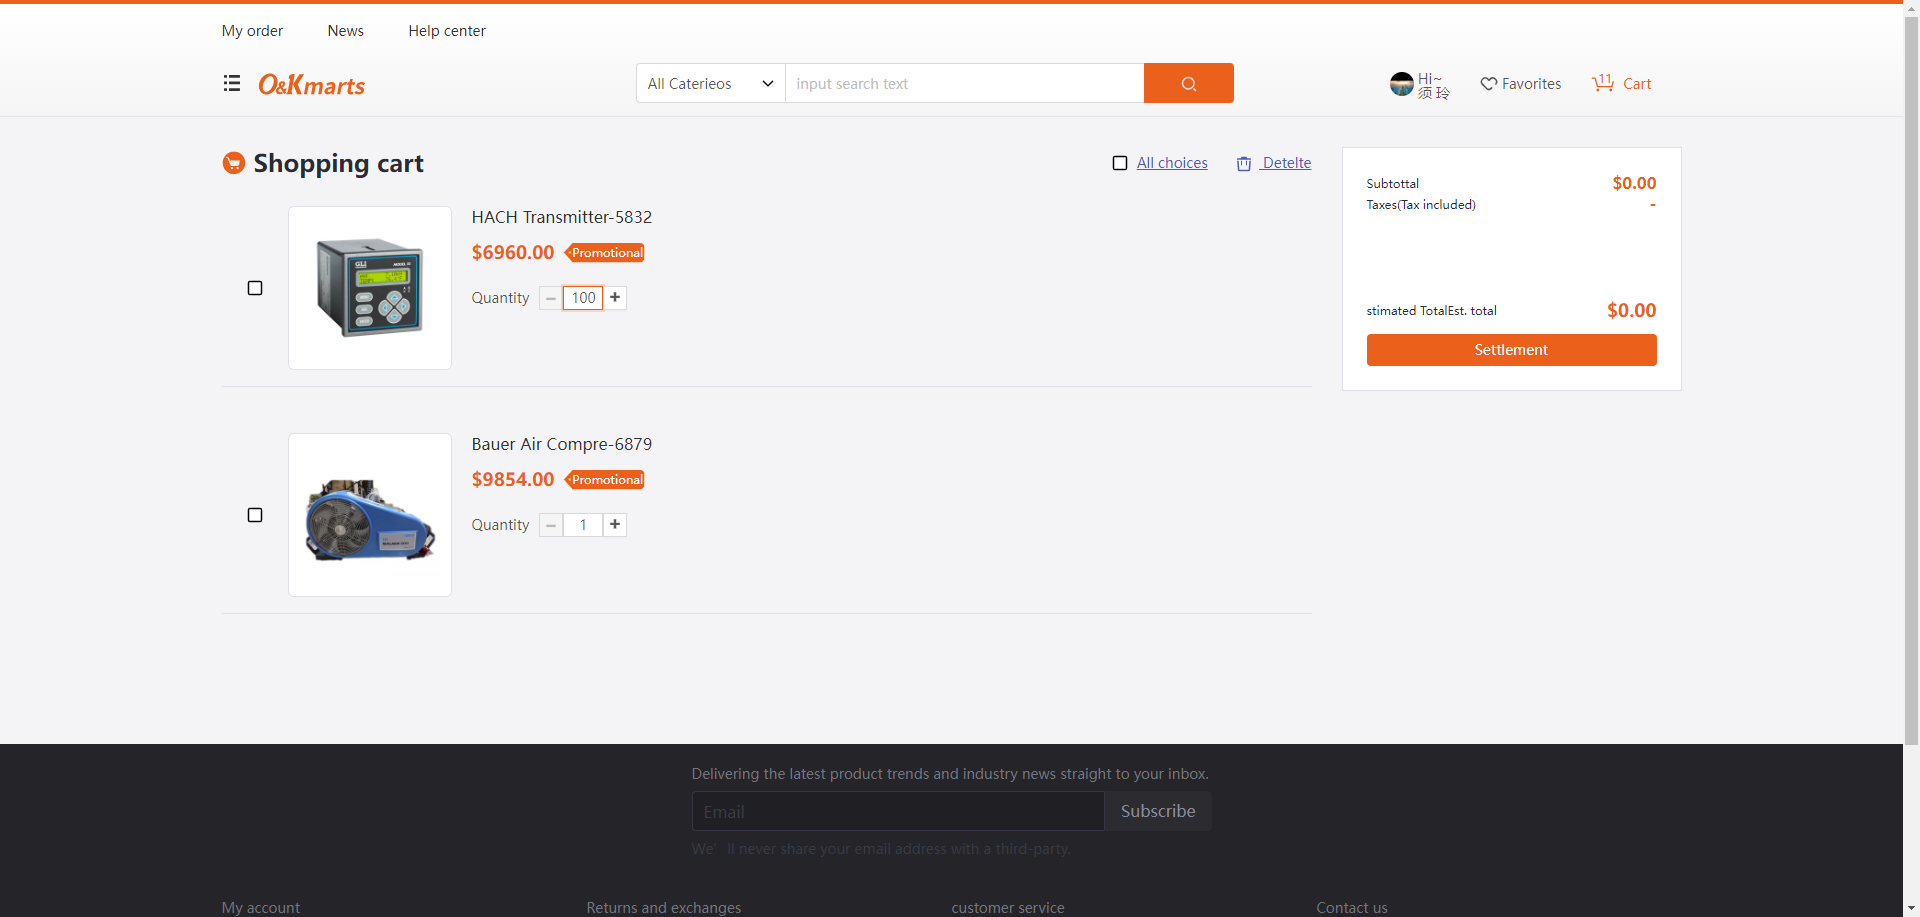 My order News Help center
O&Kmarts
All Caterieos input search text
Hi~
须 玲
Favorites
11 Cart
Shopping cart
All choices Detelte
HACH Transmitter-5832
$6960.00 Promotional
Quantity − 100 +
Bauer Air Compre-6879
$9854.00 Promotional
Quantity − 1 +
Subtottal $0.00
Taxes(Tax included) -
stimated TotalEst. total $0.00
Settlement
Delivering the latest product trends and industry news straight to your inbox.
Email Subscribe
We' ll never share your email address with a third-party.
My account Returns and exchanges customer service Contact us